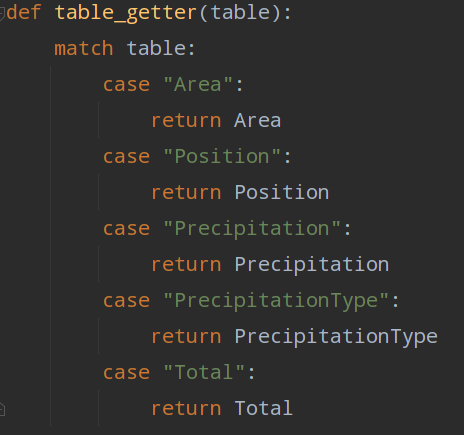 def table_getter(table):
    match table:
        case "Area":
            return Area
        case "Position":
            return Position
        case "Precipitation":
            return Precipitation
        case "PrecipitationType":
            return PrecipitationType
        case "Total":
            return Total